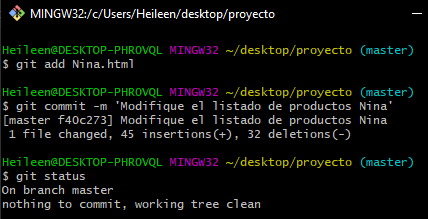 MINGW32:/c/Users/Heileen/desktop/proyecto
Heileen@DESKTOP-PHROVQL MINGW32 ~/desktop/proyecto (master)
$ git add Nina.html
Heileen@DESKTOP-PHROVQL MINGW32 ~/desktop/proyecto (master)
$ git commit -m 'Modifique el listado de productos Nina'
[master f40c273] Modifique el listado de productos Nina
1 file changed, 45 insertions(+), 32 deletions(-)
Heileen@DESKTOP-PHROVQL MINGW32 ~/desktop/proyecto (master)
$ git status
On branch master
nothing to commit, working tree clean